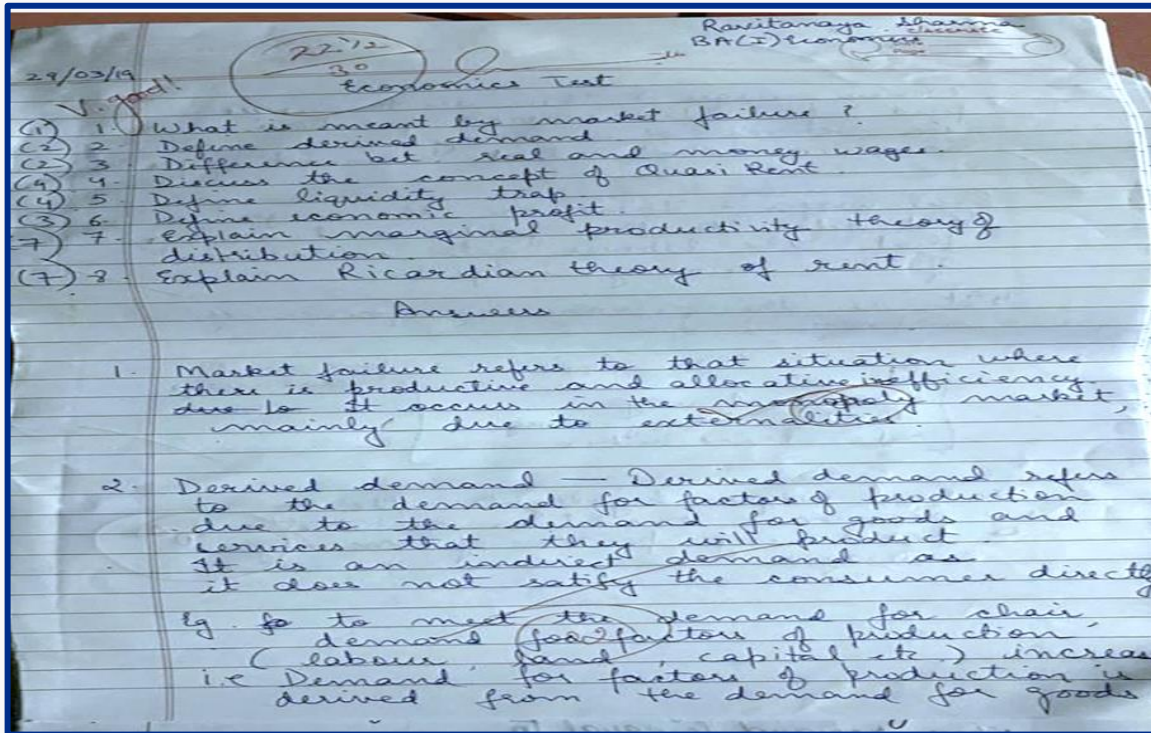 Sharma
BA(I) Economics
29/03/19
22 1/2
30
V. good!
Economics Test
(1) 1. What is meant by market failure ?
(2) 2 Define derived demand
(2) 3 Difference bet real and money wages.
(4) 4. Discuss the concept of Quasi Rent.
(4) 5 Define liquidity trap
(3) 6. Define economic profit.
(7) 7. Explain marginal productivity theory of
distribution.
(7) 8 Explain Ricardian theory of rent.
Answers
1. Market failure refers to that situation where
there is productive and allocative inefficiency
due to It occurs in the monopoly market,
mainly due to externalities.
2. Derived demand — Derived demand refers
to the demand for factors of production
due to the demand for goods and
services that they will product.
It is an indirect demand as
it does not satify the consumer directly
Eg. to meet the demand for chair,
demand for factors of production
(labour, land, capital etc.) increas
i.e Demand for factors of production is
derived from the demand for goods